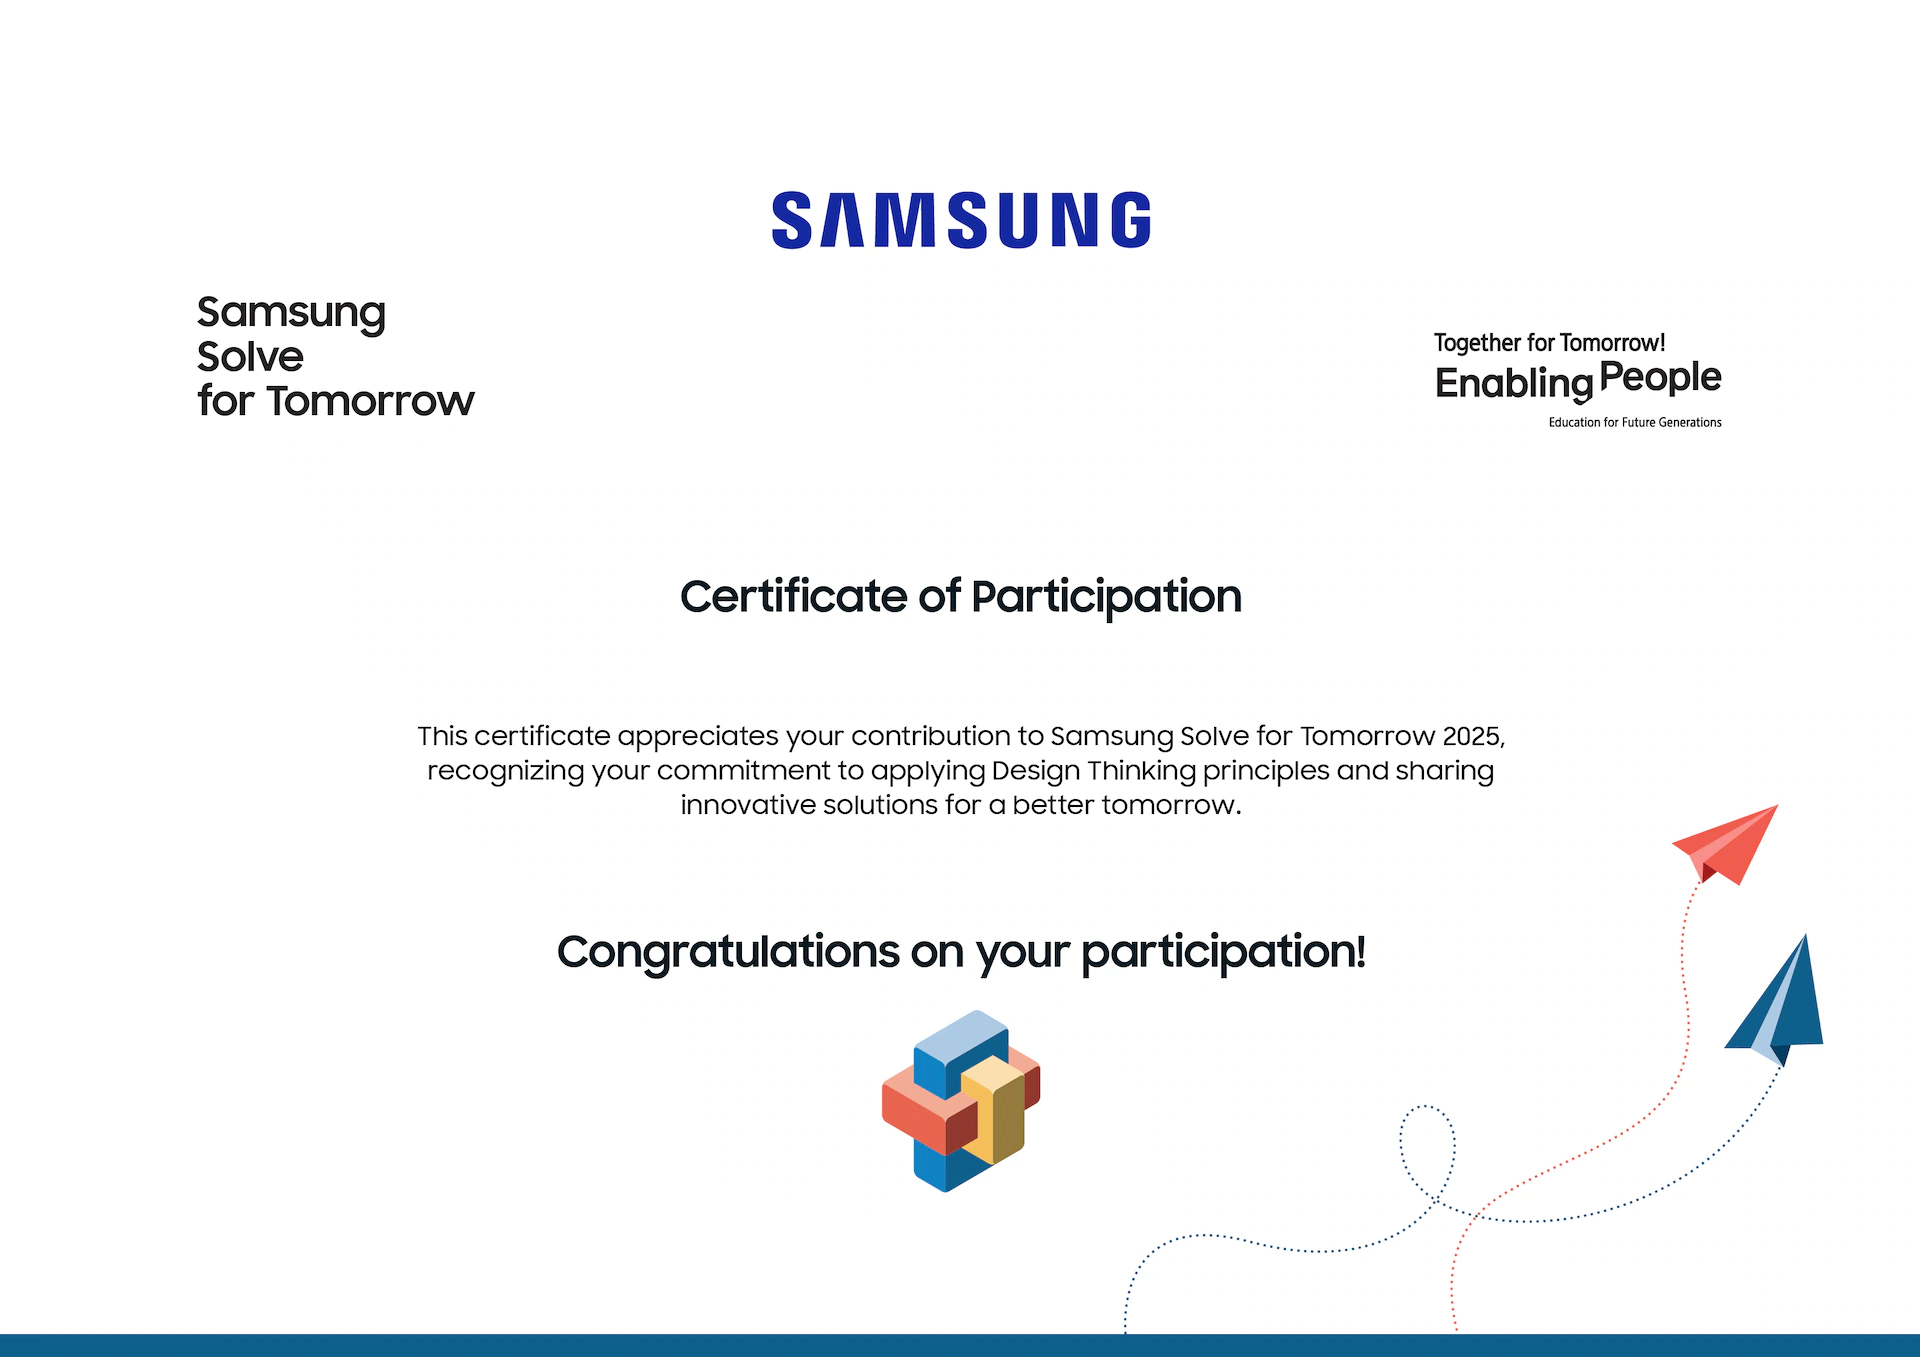 SAMSUNG
Samsung
Solve
for Tomorrow
Together for Tomorrow!
Enabling People
Education for Future Generations
Certificate of Participation
This certificate appreciates your contribution to Samsung Solve for Tomorrow 2025,
recognizing your commitment to applying Design Thinking principles and sharing
innovative solutions for a better tomorrow.
Congratulations on your participation!